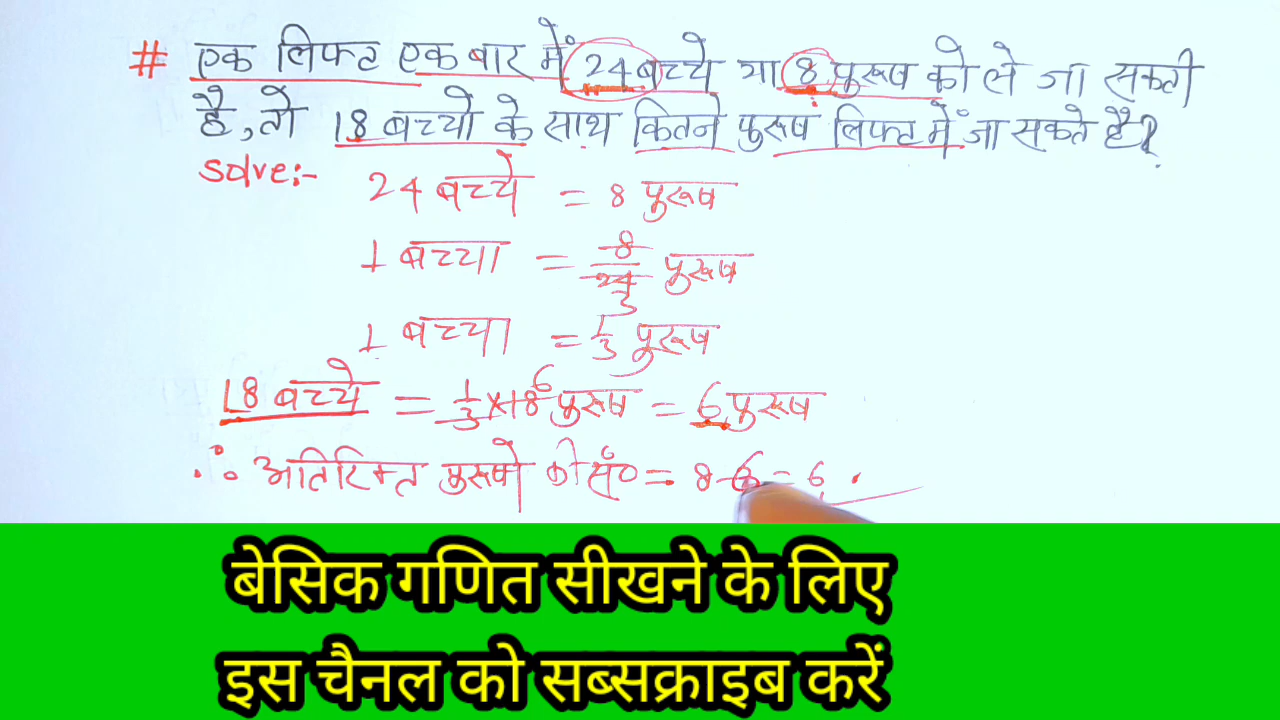 # एक लिफ्ट एक बार में 24 बच्चे या 8 पुरूष को ले जा सकती
है, तो 18 बच्चो के साथ कितने पुरूष लिफ्ट में जा सकते हैं?
Solve:-
24 बच्चे = 8 पुरूष
1 बच्चा = 8/24 3 पुरूष
1 बच्चा = 1/3 पुरूष
18 बच्चे = 1/3 × 18 6 पुरूष = 6 पुरूष
∴ अतिरिक्त पुरूषो की सं० = 8 - 6 = 6.
बेसिक गणित सीखने के लिए
इस चैनल को सब्सक्राइब करें